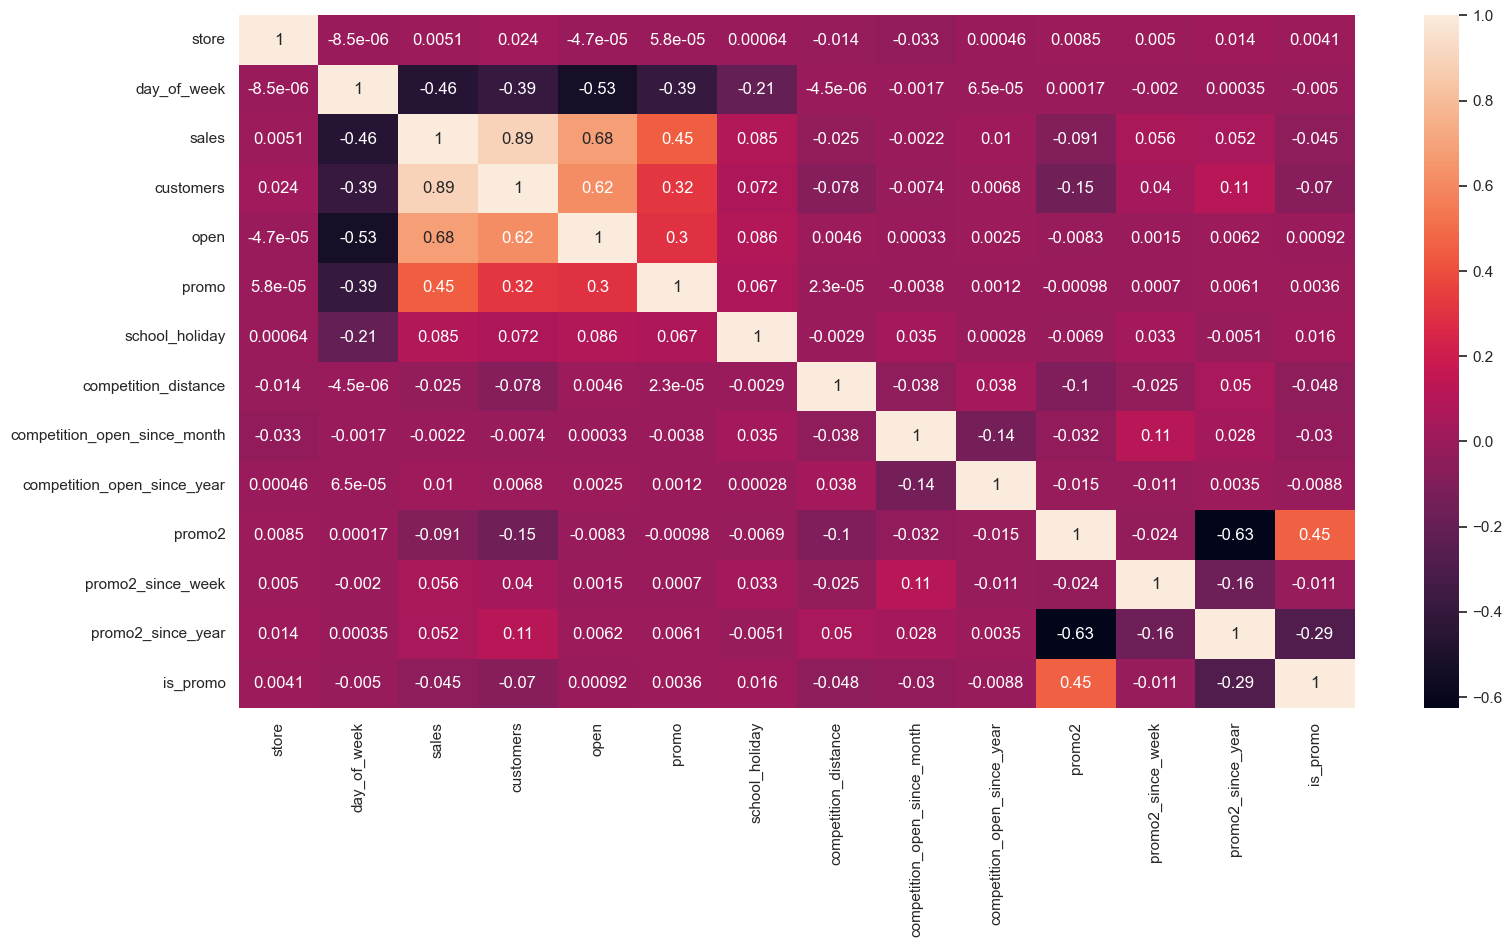 store 1 -8.5e-06 0.0051 0.024 -4.7e-05 5.8e-05 0.00064 -0.014 -0.033 0.00046 0.0085 0.005 0.014 0.0041
day_of_week -8.5e-06 1 -0.46 -0.39 -0.53 -0.39 -0.21 -4.5e-06 -0.0017 6.5e-05 0.00017 -0.002 0.00035 -0.005
sales 0.0051 -0.46 1 0.89 0.68 0.45 0.085 -0.025 -0.0022 0.01 -0.091 0.056 0.052 -0.045
customers 0.024 -0.39 0.89 1 0.62 0.32 0.072 -0.078 -0.0074 0.0068 -0.15 0.04 0.11 -0.07
open -4.7e-05 -0.53 0.68 0.62 1 0.3 0.086 0.0046 0.00033 0.0025 -0.0083 0.0015 0.0062 0.00092
promo 5.8e-05 -0.39 0.45 0.32 0.3 1 0.067 2.3e-05 -0.0038 0.0012 -0.00098 0.0007 0.0061 0.0036
school_holiday 0.00064 -0.21 0.085 0.072 0.086 0.067 1 -0.0029 0.035 0.00028 -0.0069 0.033 -0.0051 0.016
competition_distance -0.014 -4.5e-06 -0.025 -0.078 0.0046 2.3e-05 -0.0029 1 -0.038 0.038 -0.1 -0.025 0.05 -0.048
competition_open_since_month -0.033 -0.0017 -0.0022 -0.0074 0.00033 -0.0038 0.035 -0.038 1 -0.14 -0.032 0.11 0.028 -0.03
competition_open_since_year 0.00046 6.5e-05 0.01 0.0068 0.0025 0.0012 0.00028 0.038 -0.14 1 -0.015 -0.011 0.0035 -0.0088
promo2 0.0085 0.00017 -0.091 -0.15 -0.0083 -0.00098 -0.0069 -0.1 -0.032 -0.015 1 -0.024 -0.63 0.45
promo2_since_week 0.005 -0.002 0.056 0.04 0.0015 0.0007 0.033 -0.025 0.11 -0.011 -0.024 1 -0.16 -0.011
promo2_since_year 0.014 0.00035 0.052 0.11 0.0062 0.0061 -0.0051 0.05 0.028 0.0035 -0.63 -0.16 1 -0.29
is_promo 0.0041 -0.005 -0.045 -0.07 0.00092 0.0036 0.016 -0.048 -0.03 -0.0088 0.45 -0.011 -0.29 1
store
day_of_week
sales
customers
open
promo
school_holiday
competition_distance
competition_open_since_month
competition_open_since_year
promo2
promo2_since_week
promo2_since_year
is_promo
1.0
0.8
0.6
0.4
0.2
0.0
−0.2
−0.4
−0.6